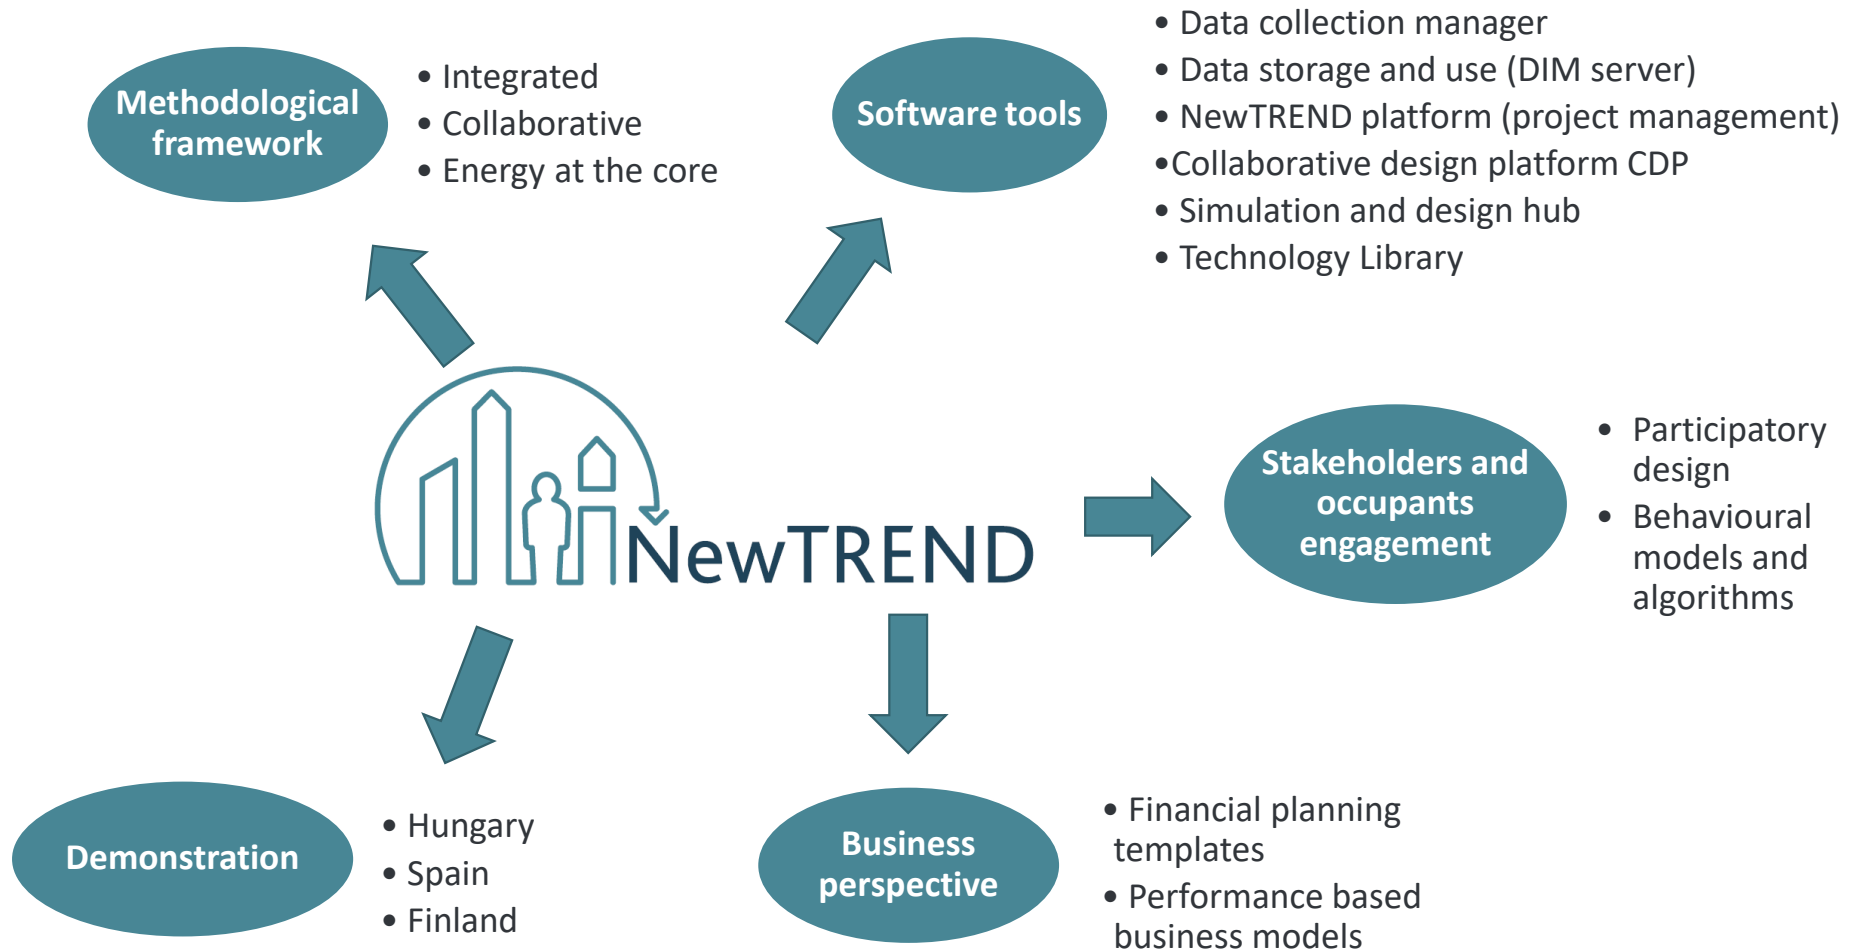 Methodological
framework
• Integrated
• Collaborative
• Energy at the core
Software tools
• Data collection manager
• Data storage and use (DIM server)
• NewTREND platform (project management)
•Collaborative design platform CDP
• Simulation and design hub
• Technology Library
NewTREND
Stakeholders and
occupants
engagement
• Participatory
design
• Behavioural
models and
algorithms
Demonstration
• Hungary
• Spain
• Finland
Business
perspective
• Financial planning
templates
• Performance based
business models